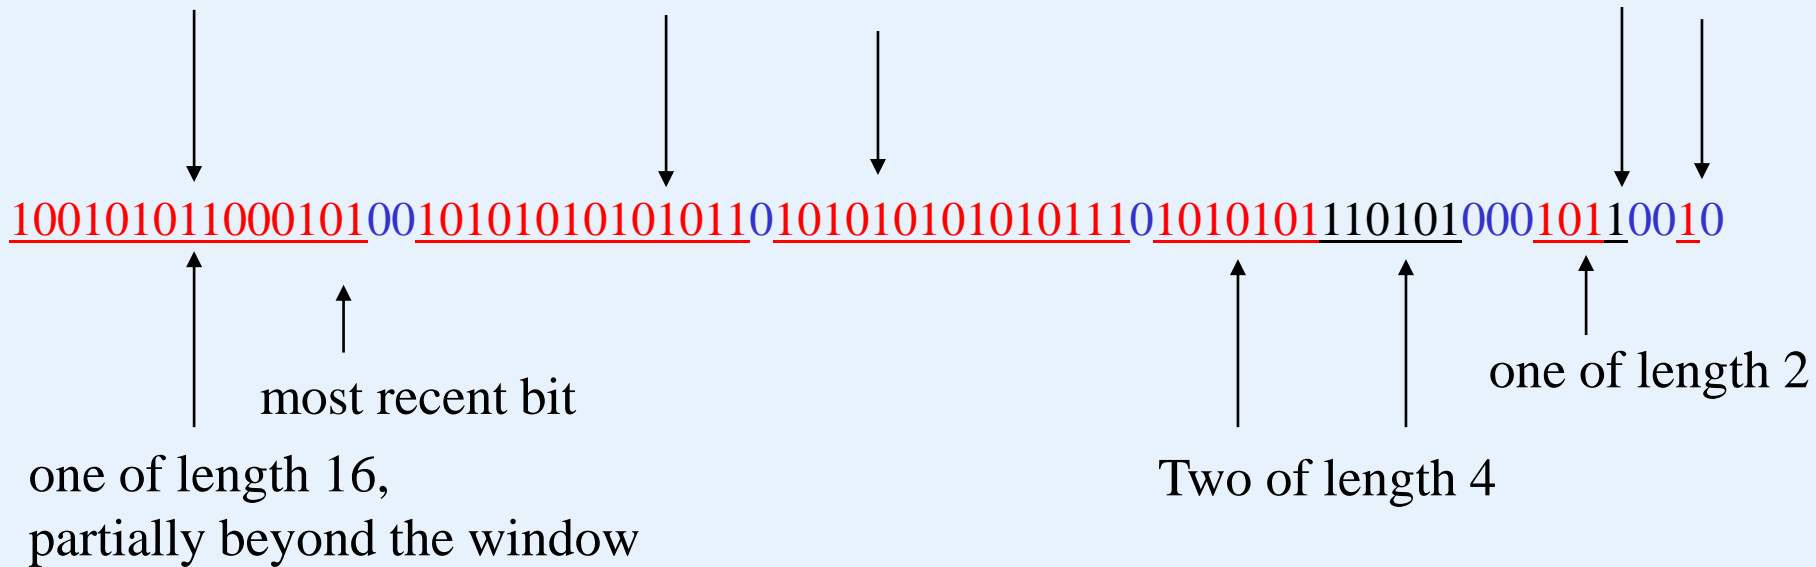 100101011000101001010101010101101010101010101110101010111010100010110010
most recent bit
one of length 2
one of length 16,
partially beyond the window
Two of length 4